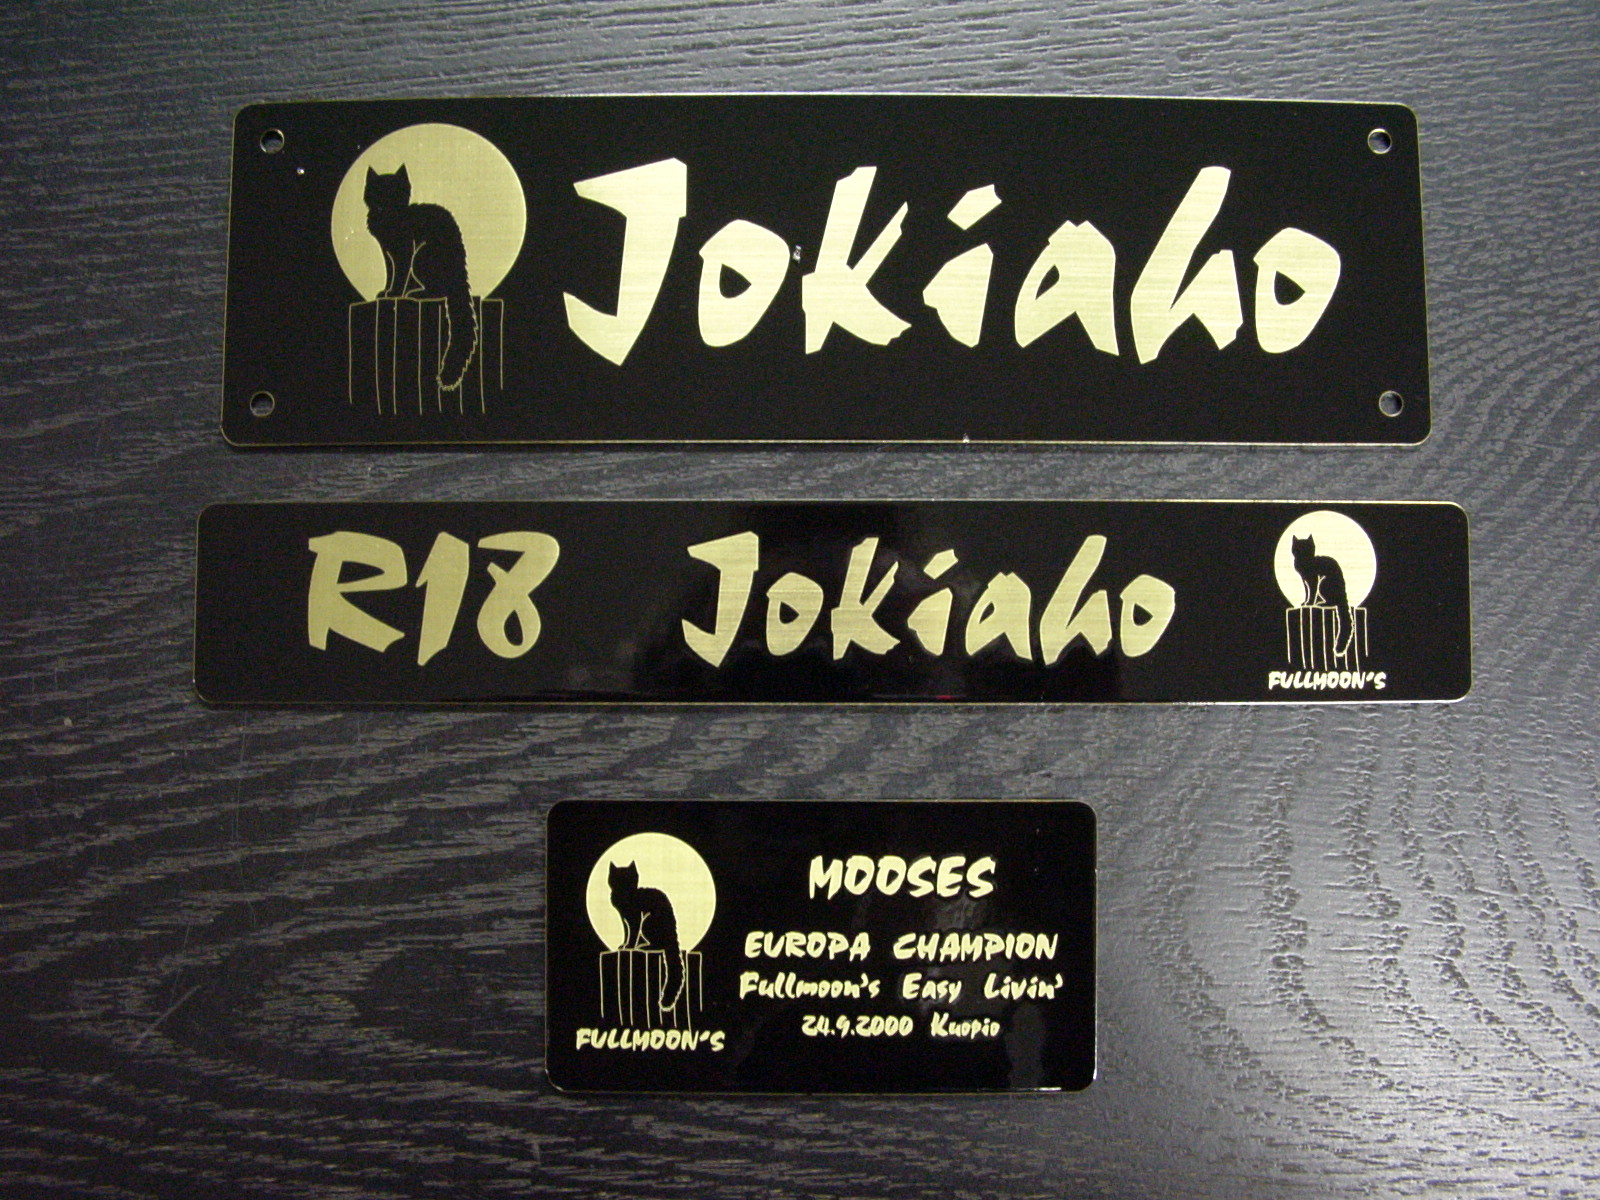 Jokiaho
R18 Jokiaho
FULLMOON'S
MOOSES
EUROPA CHAMPION
Fullmoon's Easy Livin'
24.9.2000 Kuopio
FULLMOON'S